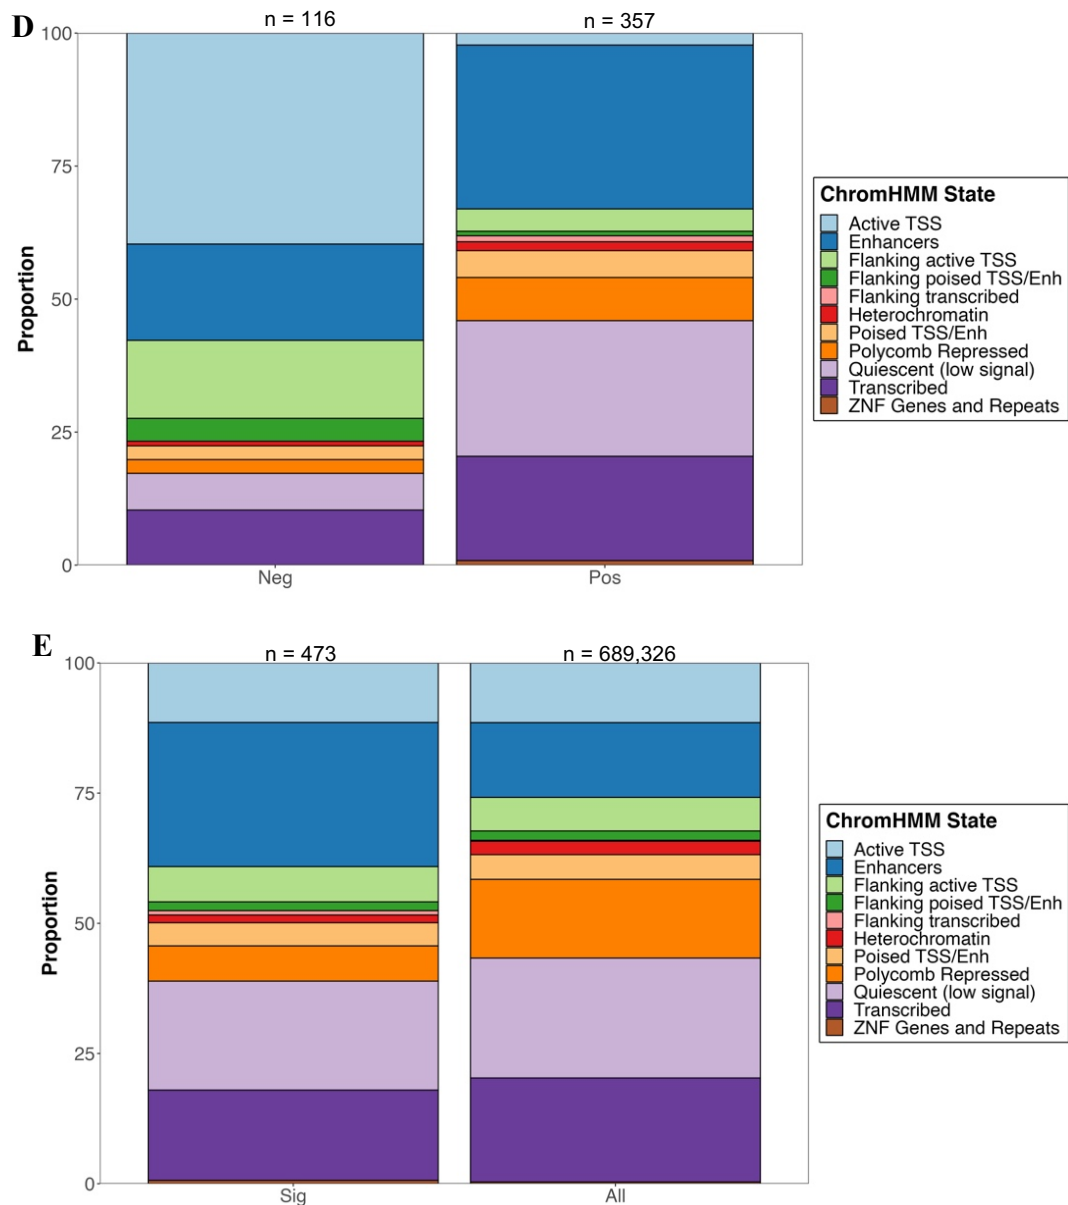 D
n = 116
n = 357
100
75
50
25
0
Proportion
Neg
Pos
ChromHMM State
Active TSS
Enhancers
Flanking active TSS
Flanking poised TSS/Enh
Flanking transcribed
Heterochromatin
Poised TSS/Enh
Polycomb Repressed
Quiescent (low signal)
Transcribed
ZNF Genes and Repeats
E
n = 473
n = 689,326
100
75
50
25
0
Proportion
Sig
All
ChromHMM State
Active TSS
Enhancers
Flanking active TSS
Flanking poised TSS/Enh
Flanking transcribed
Heterochromatin
Poised TSS/Enh
Polycomb Repressed
Quiescent (low signal)
Transcribed
ZNF Genes and Repeats